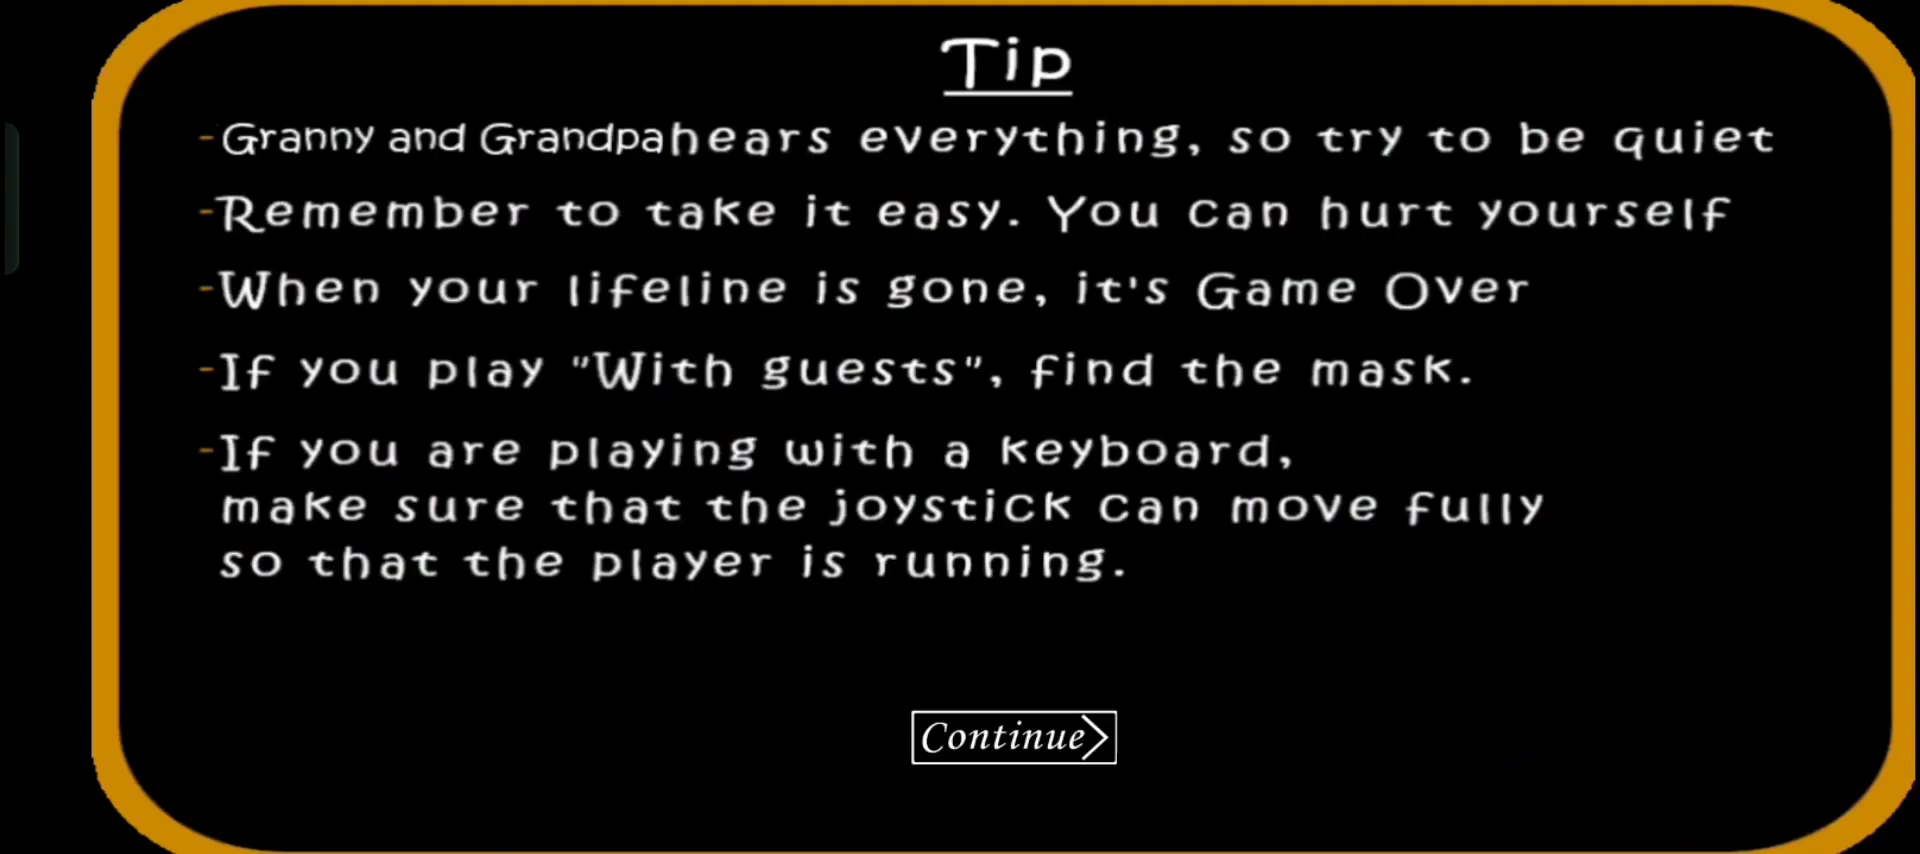 Tip
-Granny and Grandpahears everything, so try to be quiet
-Remember to take it easy. You can hurt yourself
-When your lifeline is gone, it's Game Over
-If you play "With guests", find the mask.
-If you are playing with a keyboard,
make sure that the joystick can move fully
so that the player is running.
Continue>